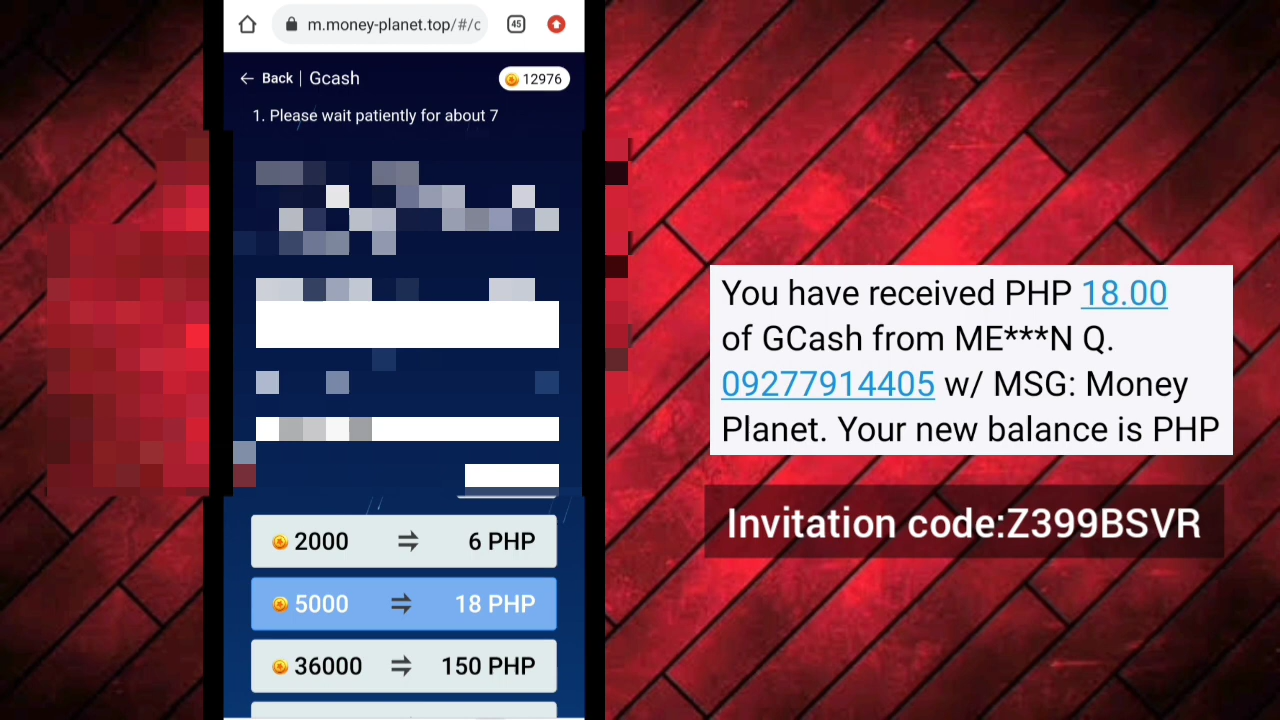 m.money-planet.top/#/c
45
Back | Gcash
12976
1. Please wait patiently for about 7
2000 ⇌ 6 PHP
5000 ⇌ 18 PHP
36000 ⇌ 150 PHP
You have received PHP 18.00
of GCash from ME***N Q.
09277914405 w/ MSG: Money
Planet. Your new balance is PHP
Invitation code:Z399BSVR